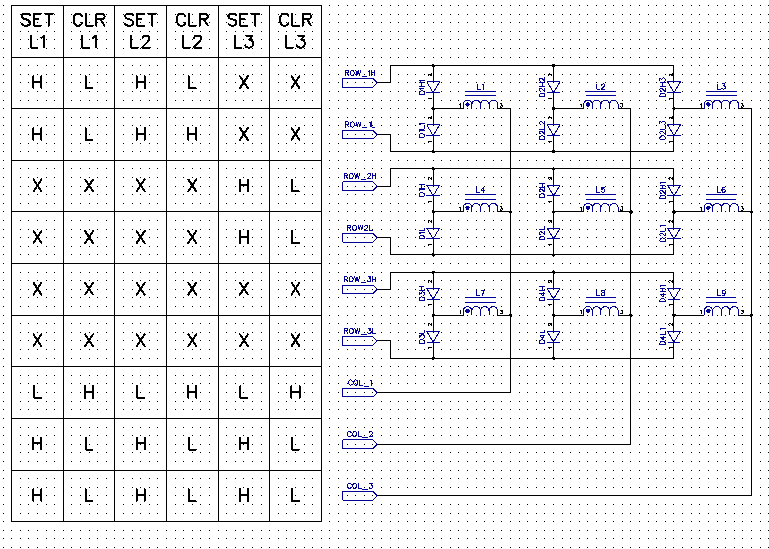 SET CLR SET CLR SET CLR
L1 L1 L2 L2 L3 L3
H L H L X X
H L H H X X
X X X X H L
X X X X H L
X X X X X X
X X X X X X
L H L H L H
H L H L H L
H L H L H L
ROW_1H
D1H1
L1
D2H2
L2
D2H3
L3
ROW_1L
D1L1
D2L2
D2L3
ROW_2H
D1H
L4
D2H
L5
D2H1
L6
ROW2L
D1L
D2L
D2L1
ROW_3H
D3H
L7
D4H
L8
D4H1
L9
ROW_3L
D3L
D4L
D4L1
COL_1
COL_2
COL_3